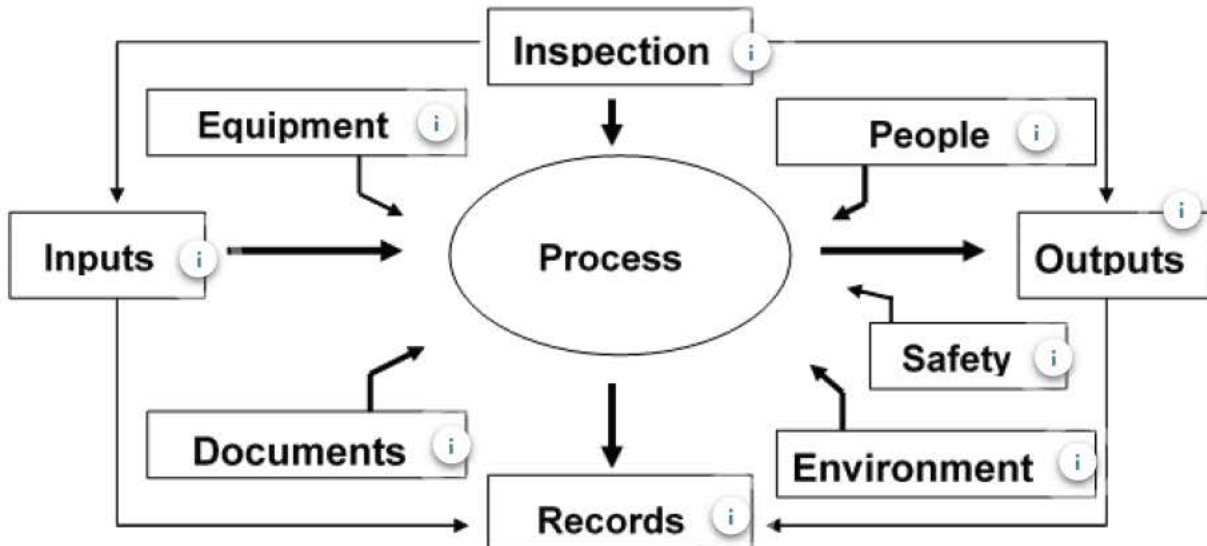 Inspection
i
Equipment
i
People
i
Inputs
i
Process
Outputs
i
Safety
i
Documents
i
Environment
i
Records
i